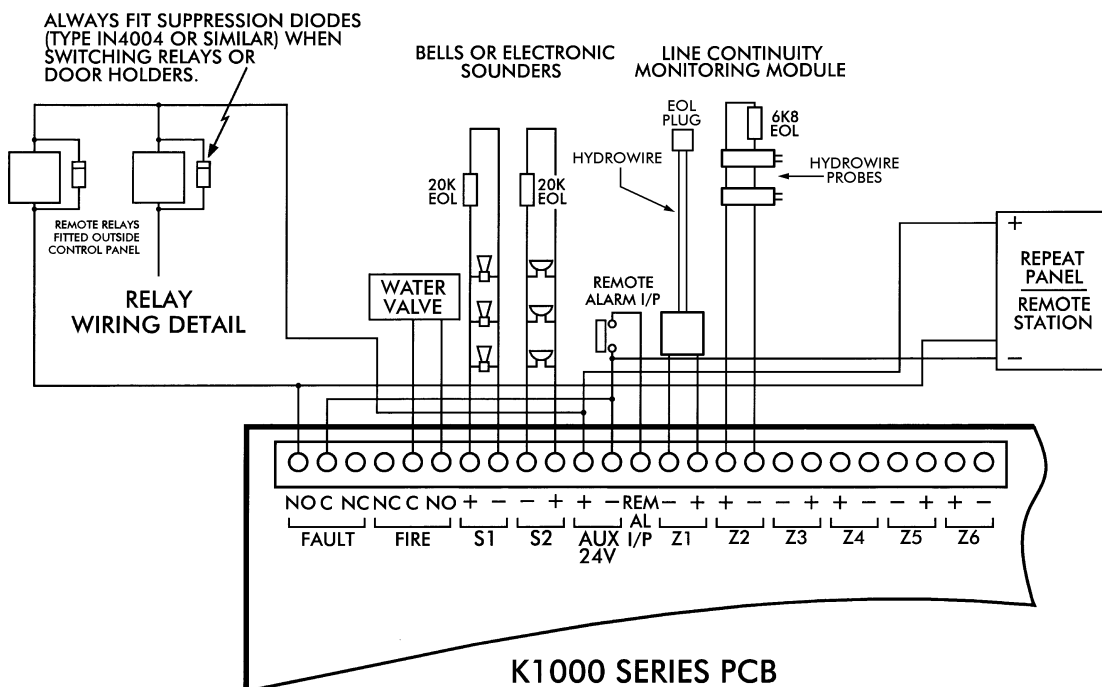 ALWAYS FIT SUPPRESSION DIODES
(TYPE IN4004 OR SIMILAR) WHEN
SWITCHING RELAYS OR
DOOR HOLDERS.
BELLS OR ELECTRONIC
SOUNDERS
LINE CONTINUITY
MONITORING MODULE
EOL
PLUG
6K8
EOL
HYDROWIRE
HYDROWIRE
PROBES
20K
EOL
20K
EOL
REMOTE RELAYS
FITTED OUTSIDE
CONTROL PANEL
+
REPEAT
PANEL
REMOTE
STATION
−
WATER
VALVE
REMOTE
ALARM I/P
RELAY
WIRING DETAIL
NO C NC NC C NO + − − + + − REM − + + − − + + − − + + −
AL
I/P
FAULT FIRE S1 S2 AUX Z1 Z2 Z3 Z4 Z5 Z6
24V
K1000 SERIES PCB